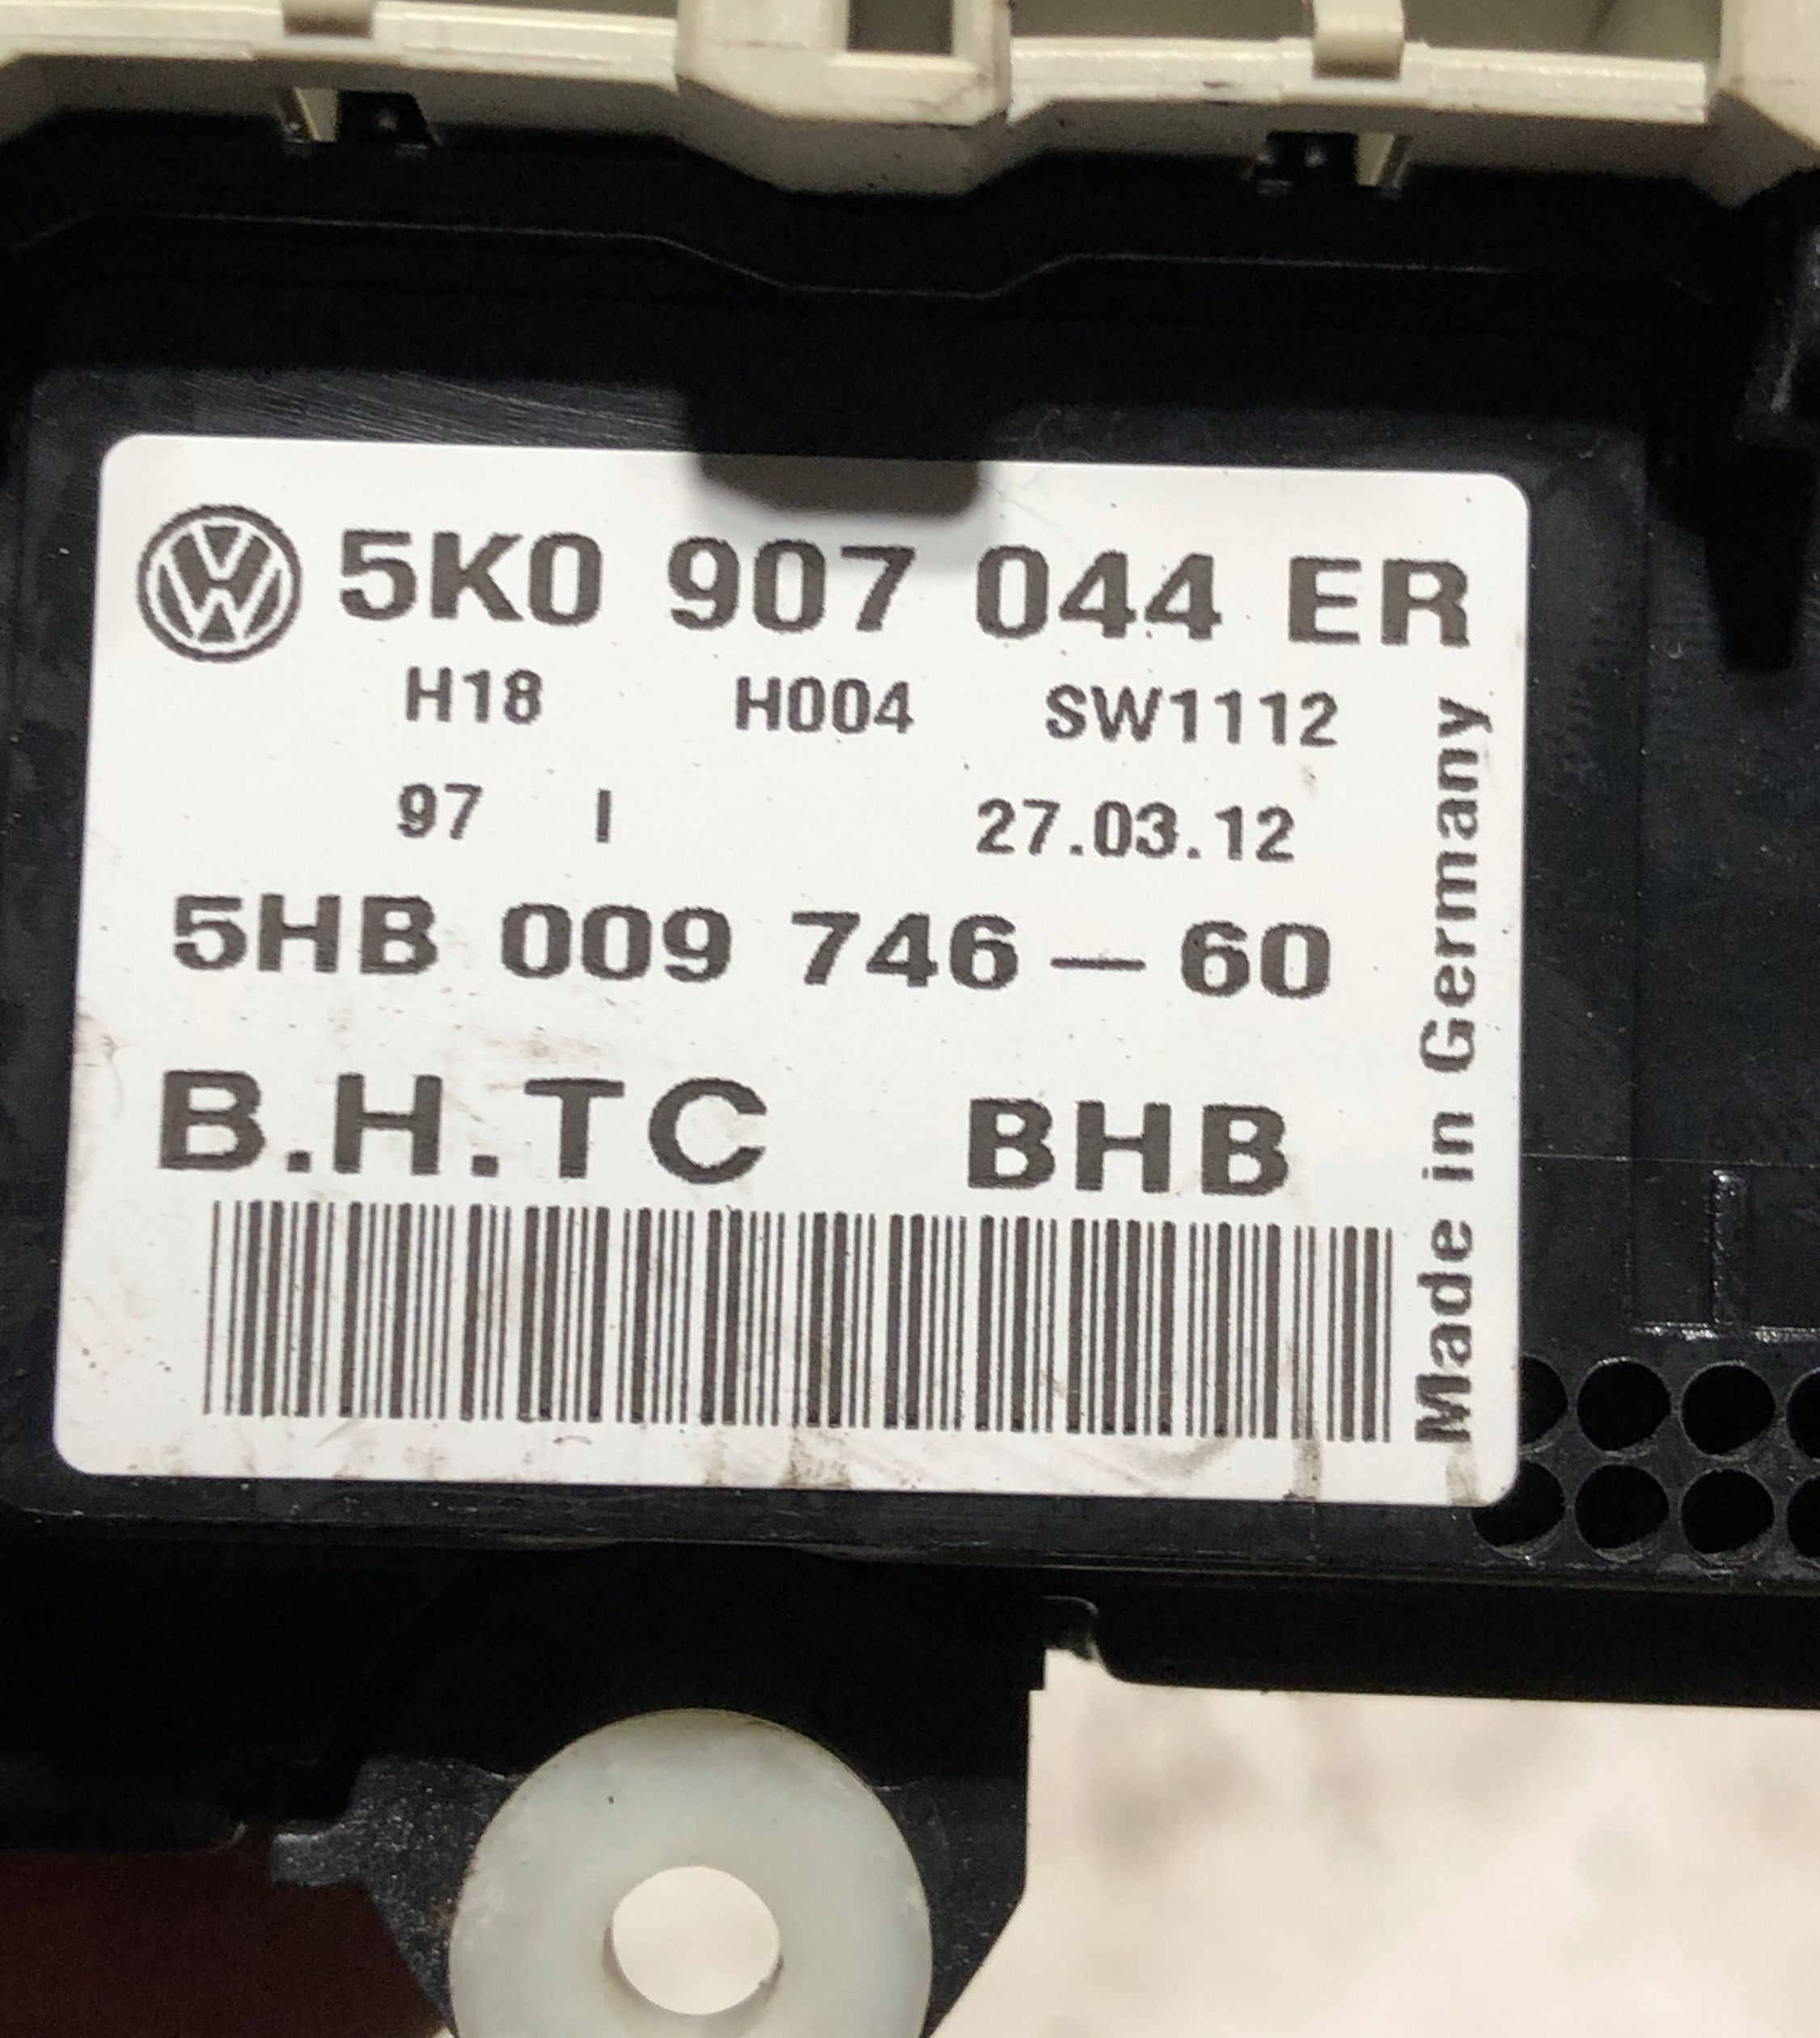 5K0 907 044 ER
H18 H004 SW1112
97 I 27.03.12
5HB 009 746-60
B.H.TC BHB
Made in Germany